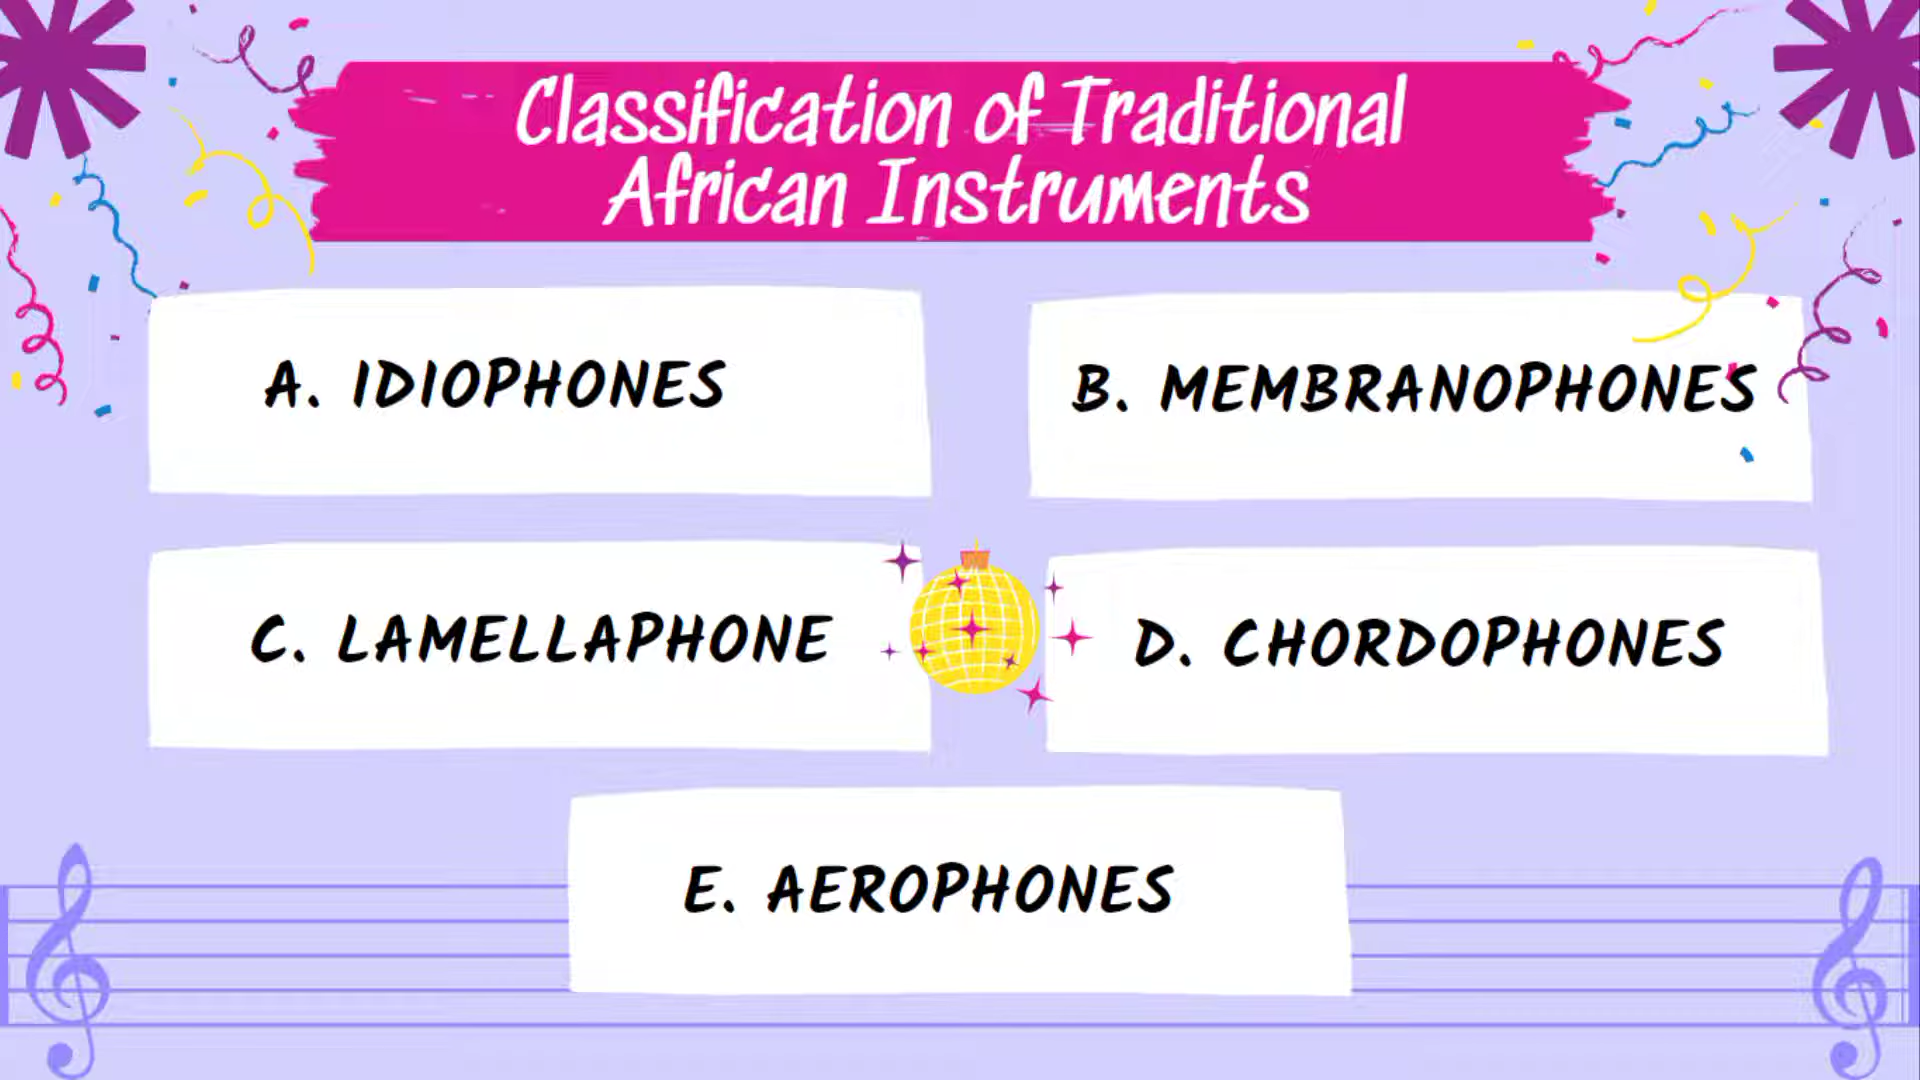 Classification of Traditional
African Instruments
A. IDIOPHONES
B. MEMBRANOPHONES
C. LAMELLAPHONE
D. CHORDOPHONES
E. AEROPHONES